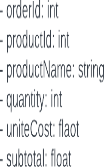 - orderId: int
- productId: int
- productName: string
- quantity: int
- uniteCost: flaot
- subtotal: float